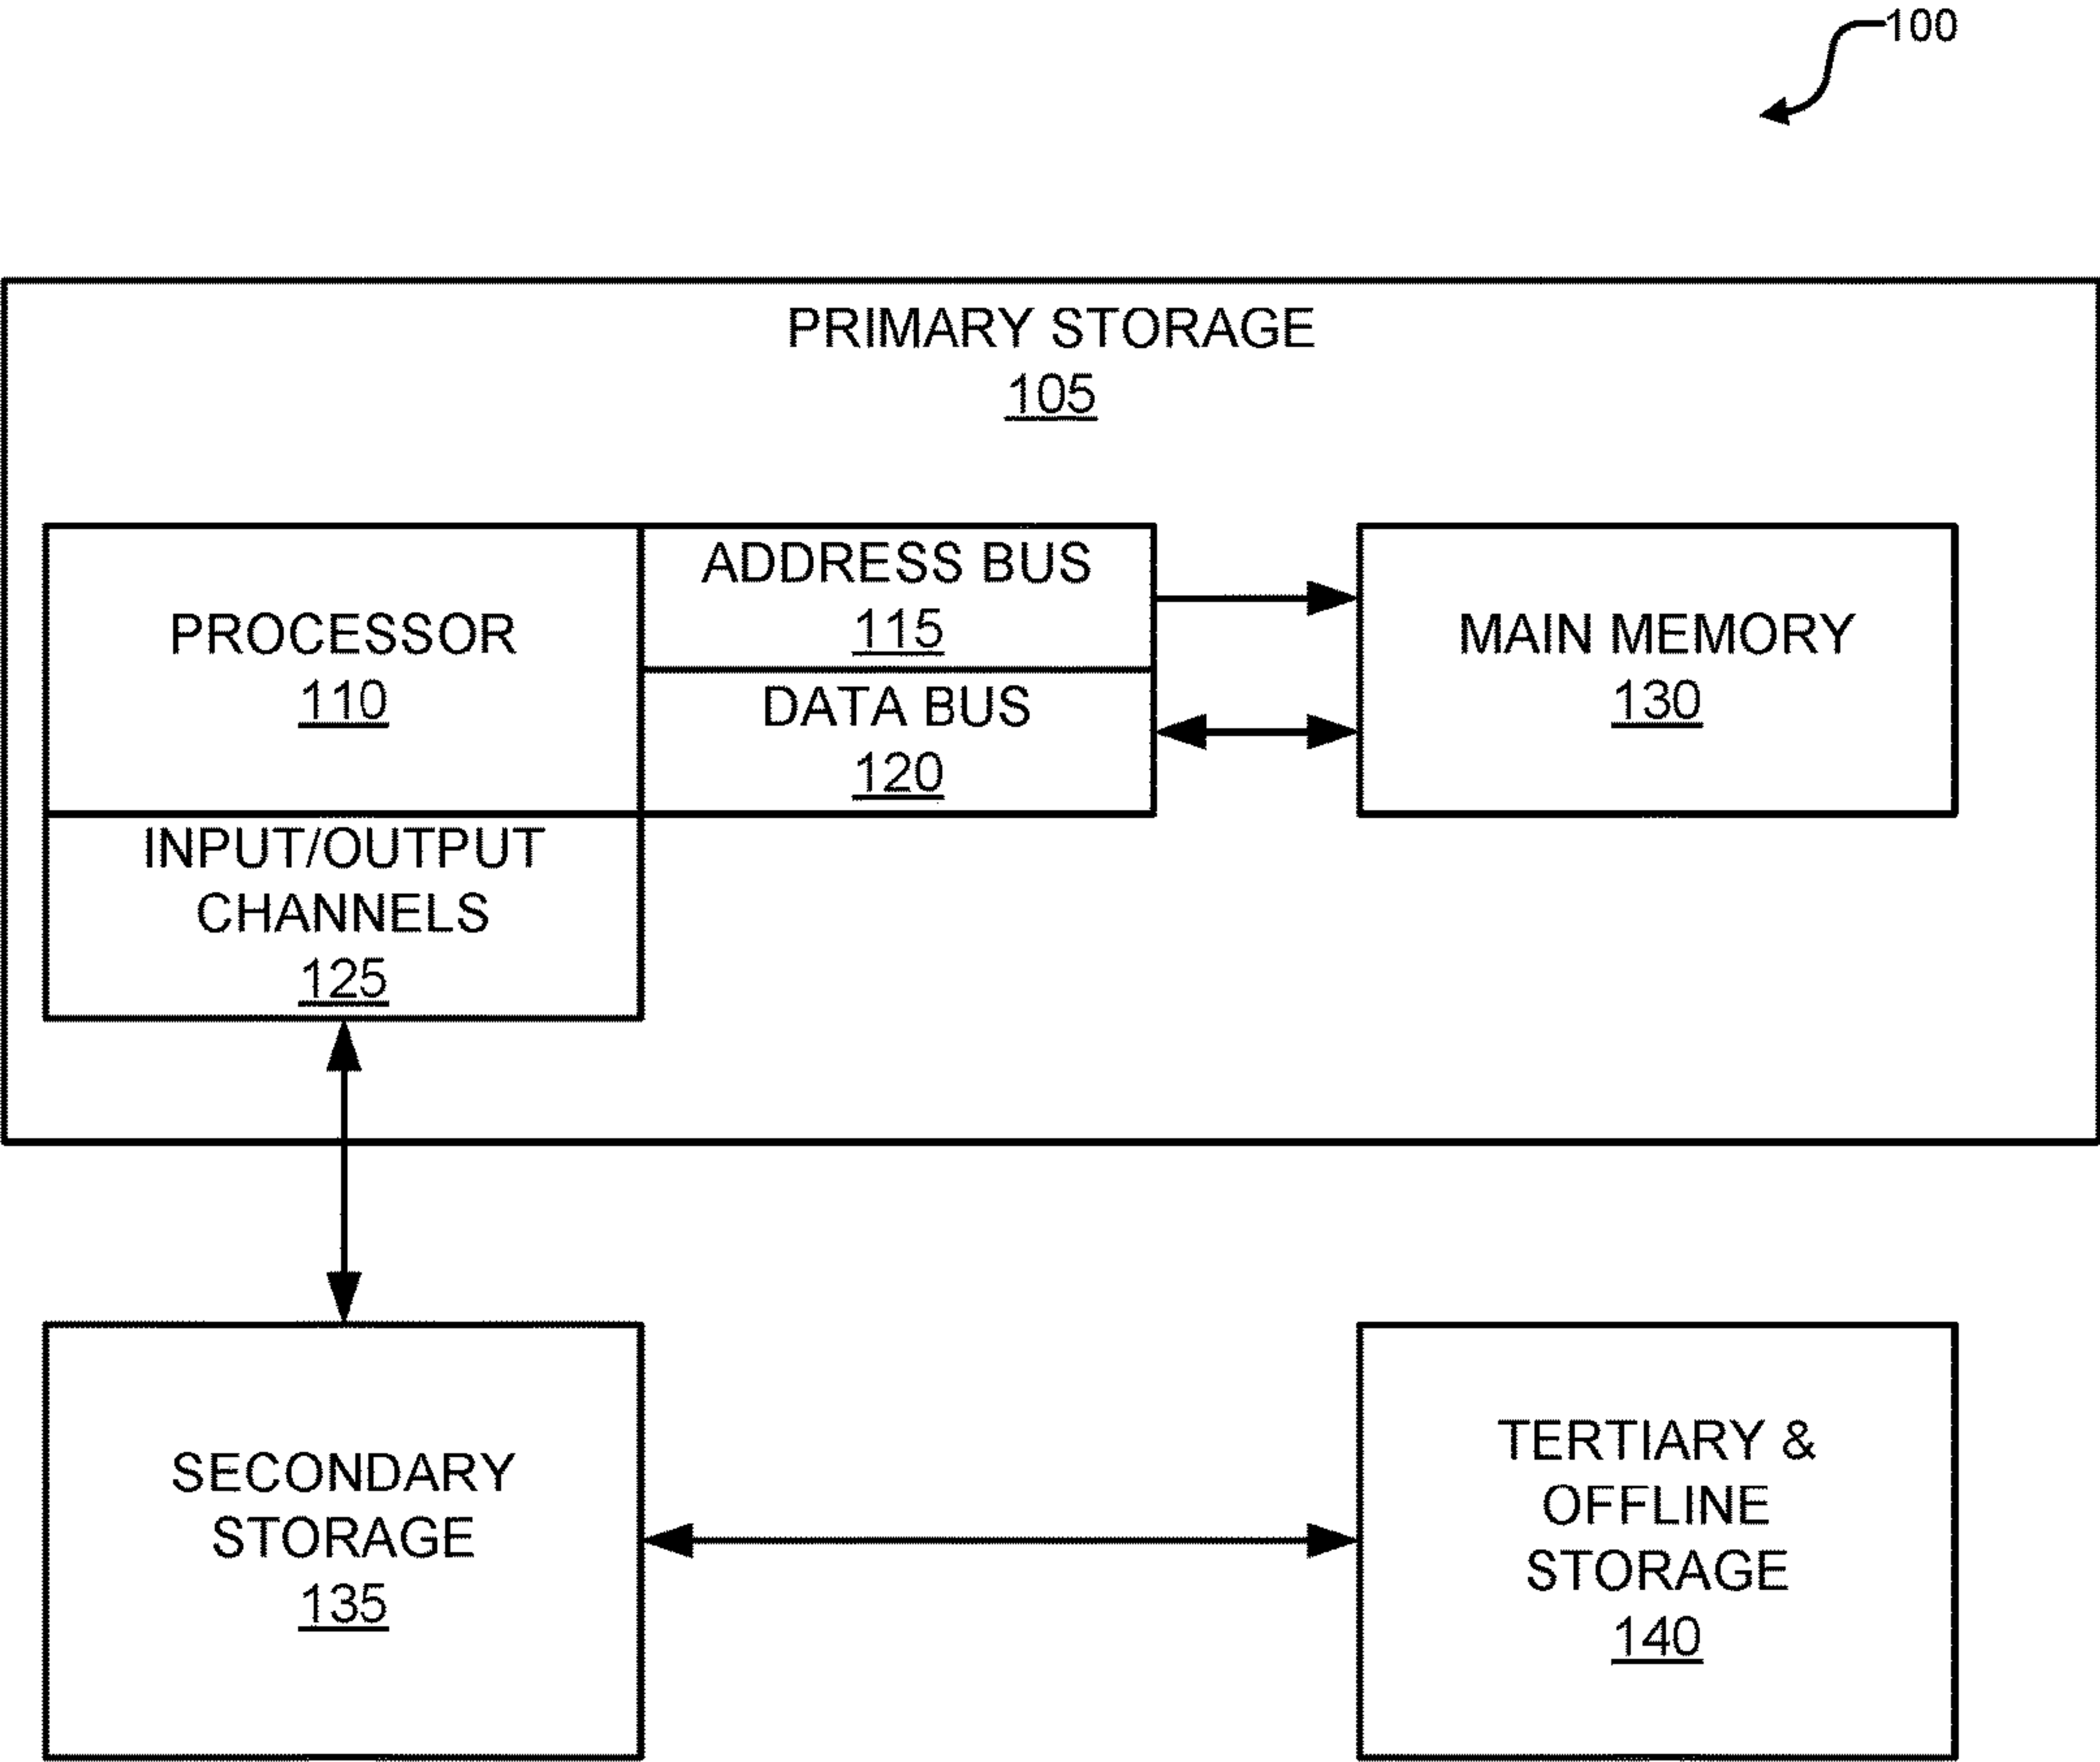 100
PRIMARY STORAGE
105
PROCESSOR
110
ADDRESS BUS
115
DATA BUS
120
MAIN MEMORY
130
INPUT/OUTPUT
CHANNELS
125
SECONDARY
STORAGE
135
TERTIARY &
OFFLINE
STORAGE
140